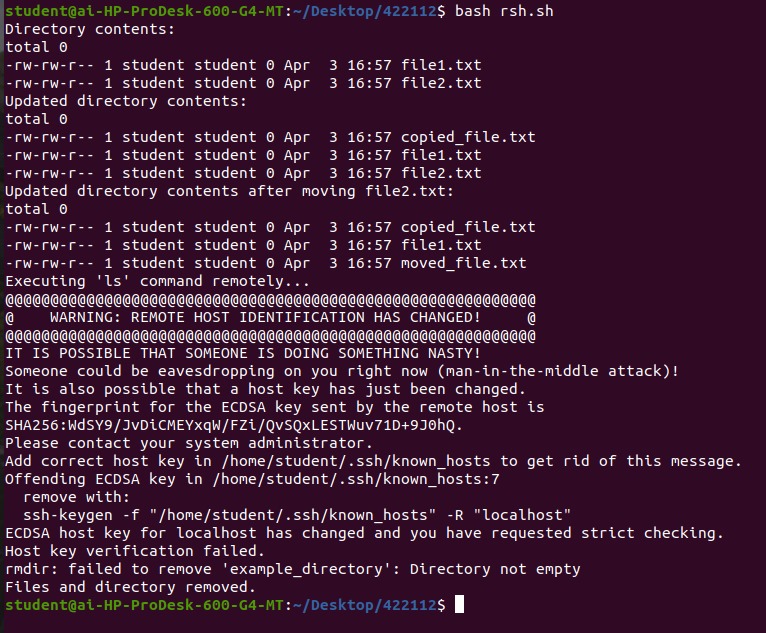 student@ai-HP-ProDesk-600-G4-MT:~/Desktop/422112$ bash rsh.sh
Directory contents:
total 0
-rw-rw-r-- 1 student student 0 Apr  3 16:57 file1.txt
-rw-rw-r-- 1 student student 0 Apr  3 16:57 file2.txt
Updated directory contents:
total 0
-rw-rw-r-- 1 student student 0 Apr  3 16:57 copied_file.txt
-rw-rw-r-- 1 student student 0 Apr  3 16:57 file1.txt
-rw-rw-r-- 1 student student 0 Apr  3 16:57 file2.txt
Updated directory contents after moving file2.txt:
total 0
-rw-rw-r-- 1 student student 0 Apr  3 16:57 copied_file.txt
-rw-rw-r-- 1 student student 0 Apr  3 16:57 file1.txt
-rw-rw-r-- 1 student student 0 Apr  3 16:57 moved_file.txt
Executing 'ls' command remotely...
@@@@@@@@@@@@@@@@@@@@@@@@@@@@@@@@@@@@@@@@@@@@@@@@@@@@@@@@@@@
@    WARNING: REMOTE HOST IDENTIFICATION HAS CHANGED!     @
@@@@@@@@@@@@@@@@@@@@@@@@@@@@@@@@@@@@@@@@@@@@@@@@@@@@@@@@@@@
IT IS POSSIBLE THAT SOMEONE IS DOING SOMETHING NASTY!
Someone could be eavesdropping on you right now (man-in-the-middle attack)!
It is also possible that a host key has just been changed.
The fingerprint for the ECDSA key sent by the remote host is
SHA256:WdSY9/JvDiCMEYxqW/FZi/QvSQxLESTWuv71D+9J0hQ.
Please contact your system administrator.
Add correct host key in /home/student/.ssh/known_hosts to get rid of this message.
Offending ECDSA key in /home/student/.ssh/known_hosts:7
  remove with:
  ssh-keygen -f "/home/student/.ssh/known_hosts" -R "localhost"
ECDSA host key for localhost has changed and you have requested strict checking.
Host key verification failed.
rmdir: failed to remove 'example_directory': Directory not empty
Files and directory removed.
student@ai-HP-ProDesk-600-G4-MT:~/Desktop/422112$